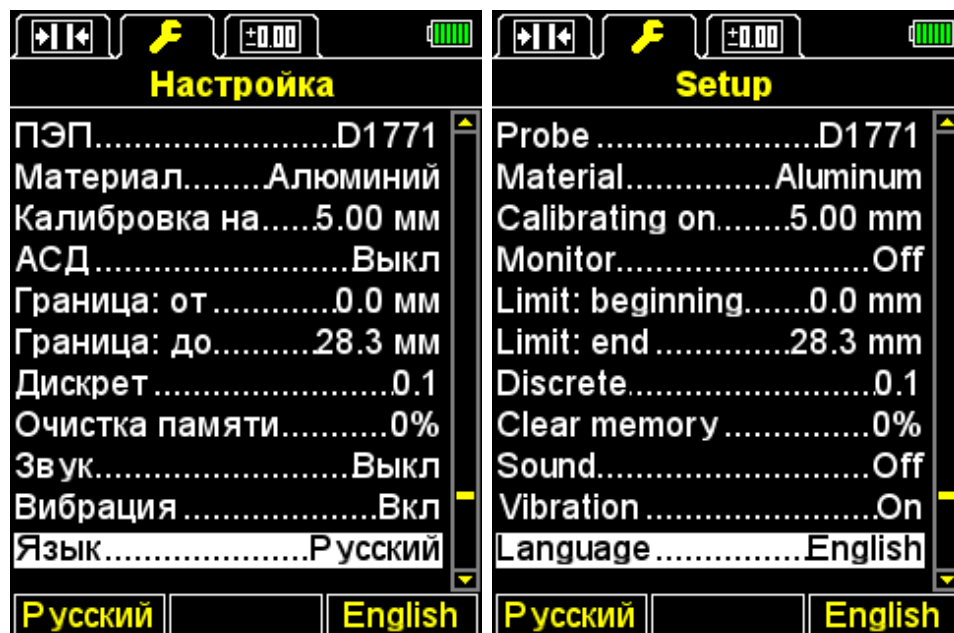 ±0.00
Настройка
ПЭП.........................D1771
Материал.........Алюминий
Калибровка на......5.00 мм
АСД..........................Выкл
Граница: от ............0.0 мм
Граница: до...........28.3 мм
Дискрет ........................0.1
Очистка памяти...........0%
Звук..........................Выкл
Вибрация ...................Вкл
Язык....................Русский
Русский English
±0.00
Setup
Probe ......................D1771
Material...............Aluminum
Calibrating on........5.00 mm
Monitor.........................Off
Limit: beginning......0.0 mm
Limit: end ..............28.3 mm
Discrete........................0.1
Clear memory ...............0%
Sound...........................Off
Vibration .......................On
Language...............English
Русский English